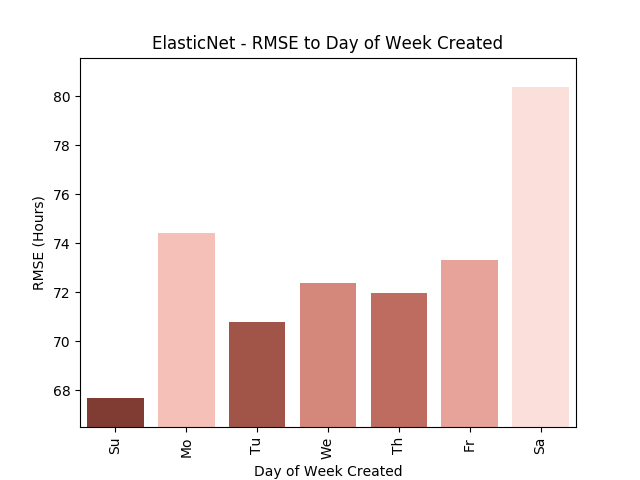 ElasticNet - RMSE to Day of Week Created
RMSE (Hours)
80
78
76
74
72
70
68
Su
Mo
Tu
We
Th
Fr
Sa
Day of Week Created